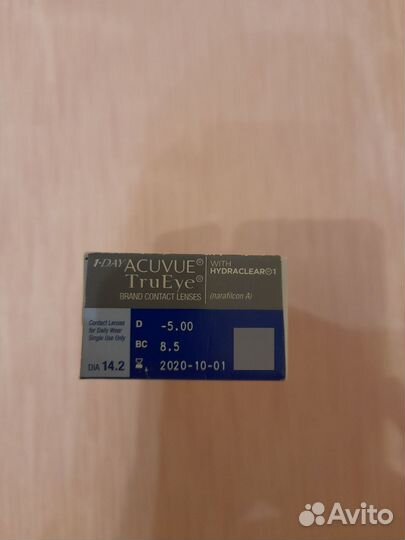 1-DAY ACUVUE®
TruEye®
BRAND CONTACT LENSES
WITH
HYDRACLEAR®1
(narafilcon A)
Contact Lenses
for Daily Wear
Single Use Only
DIA 14.2
D -5.00
BC 8.5
2020-10-01
Avito